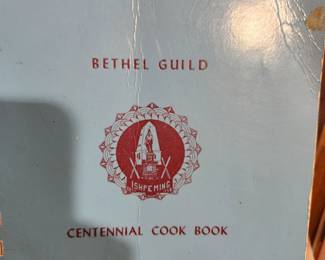 BETHEL GUILD
ISHPEMING
CENTENNIAL COOK BOOK